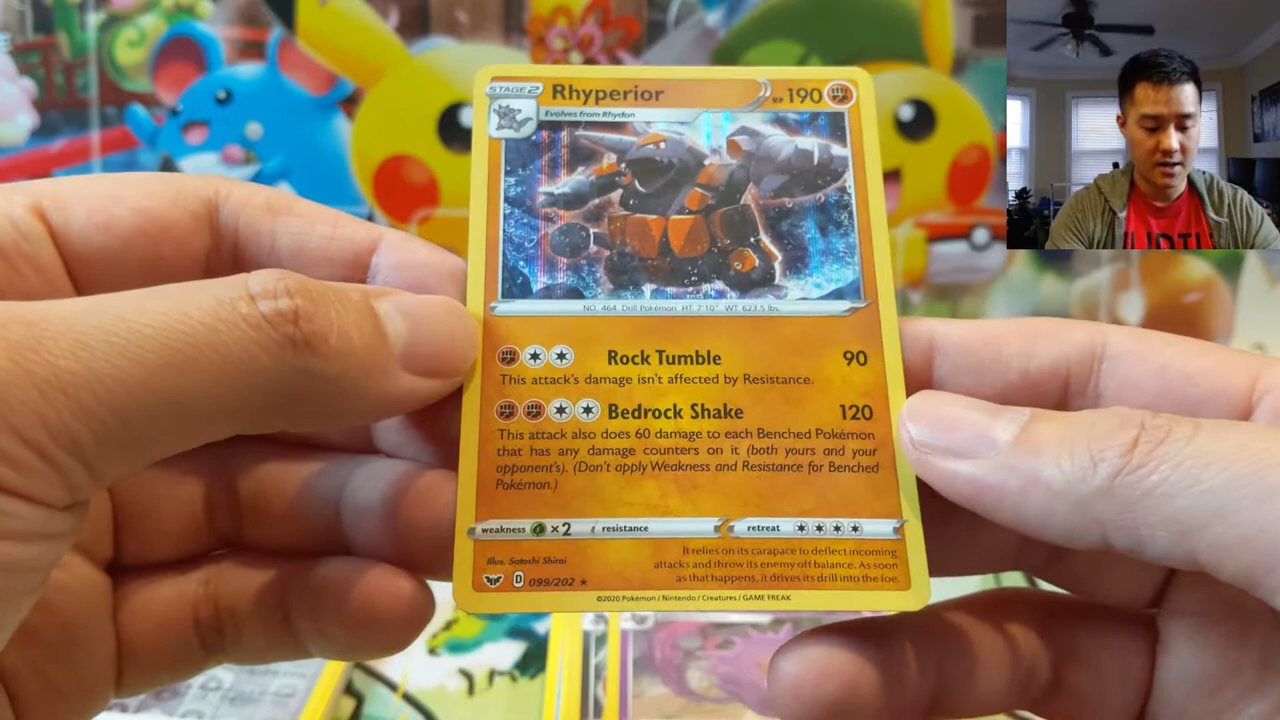 STAGE 2 Rhyperior HP 190
Evolves from Rhydon
NO. 464 Drill Pokémon HT: 7'10" WT: 623.5 lbs.
Rock Tumble 90
This attack's damage isn't affected by Resistance.
Bedrock Shake 120
This attack also does 60 damage to each Benched Pokémon
that has any damage counters on it (both yours and your
opponent's). (Don't apply Weakness and Resistance for Benched
Pokémon.)
weakness ×2 resistance retreat
Illus. Satoshi Shirai
It relies on its carapace to deflect incoming
attacks and throw its enemy off balance. As soon
as that happens, it drives its drill into the foe.
D 099/202 ★
©2020 Pokémon / Nintendo / Creatures / GAME FREAK